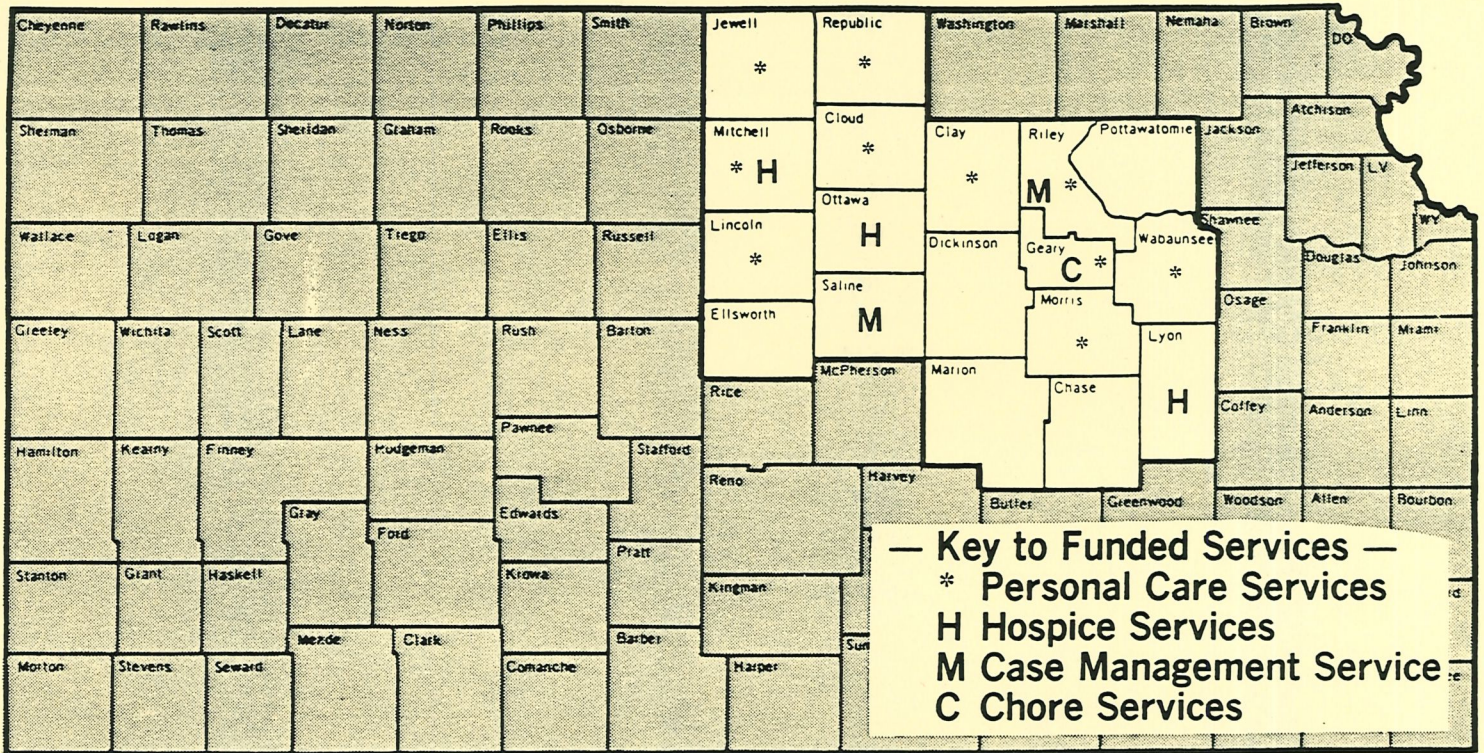 Cheyenne Rawlins Decatur Norton Phillips Smith Jewell Republic Washington Marshall Nemaha Brown DO
* *
Atchison
Sherman Thomas Sheridan Graham Rooks Osborne Mitchell Cloud Clay Riley Pottawatomie Jackson
* H * * M *
Jefferson LV
Ottawa
H
Wallace Logan Gove Trego Ellis Russell Lincoln Dickinson Geary Wabaunsee Shawnee WY
* C * *
Douglas Johnson
Saline Morris Osage
M *
Greeley Wichita Scott Lane Ness Rush Barton Ellsworth Lyon Franklin Miami
H
McPherson Marion Chase
Rice Coffey Anderson Linn
Pawnee
Hamilton Kearny Finney Hodgeman Stafford
Reno Harvey
Butler Greenwood Woodson Allen Bourbon
Gray Edwards
Ford
Pratt
Stanton Grant Haskell Kiowa Kingman
Meade Clark Barber
Sum
Morton Stevens Seward Comanche Harper
— Key to Funded Services —
* Personal Care Services
H Hospice Services
M Case Management Service
C Chore Services